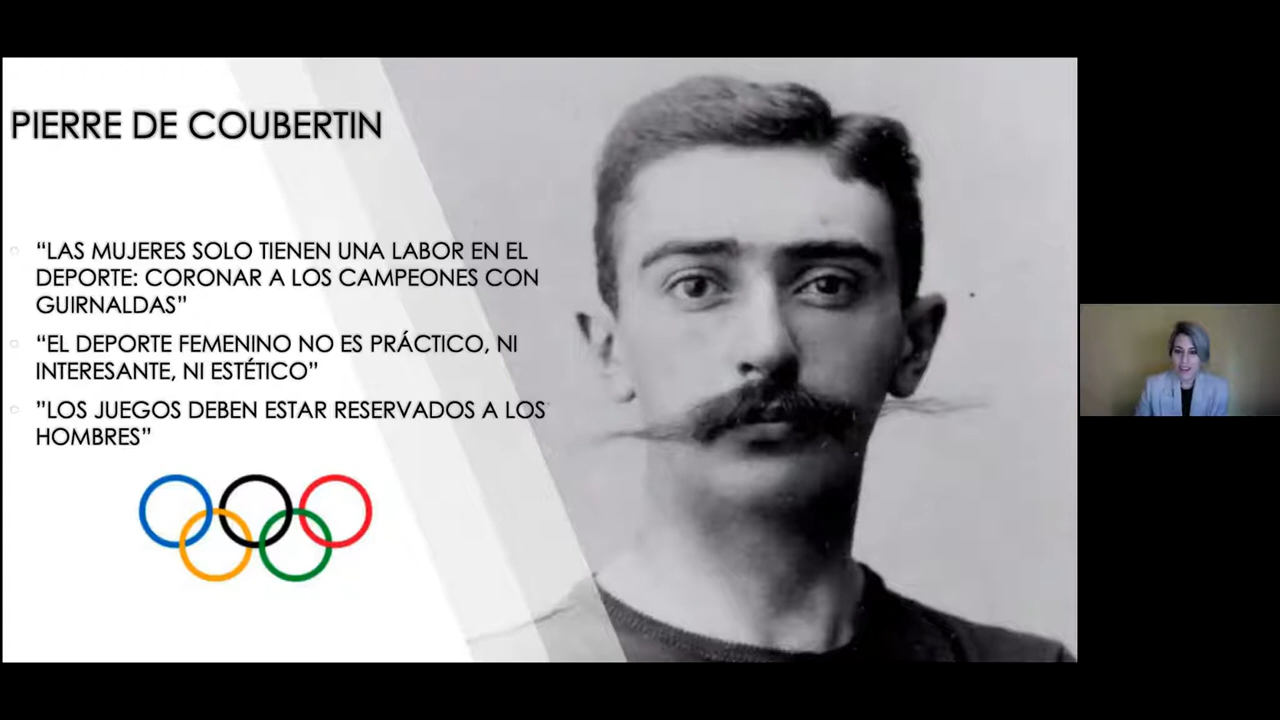 PIERRE DE COUBERTIN
“LAS MUJERES SOLO TIENEN UNA LABOR EN EL
DEPORTE: CORONAR A LOS CAMPEONES CON
GUIRNALDAS”
“EL DEPORTE FEMENINO NO ES PRÁCTICO, NI
INTERESANTE, NI ESTÉTICO”
”LOS JUEGOS DEBEN ESTAR RESERVADOS A LOS
HOMBRES”